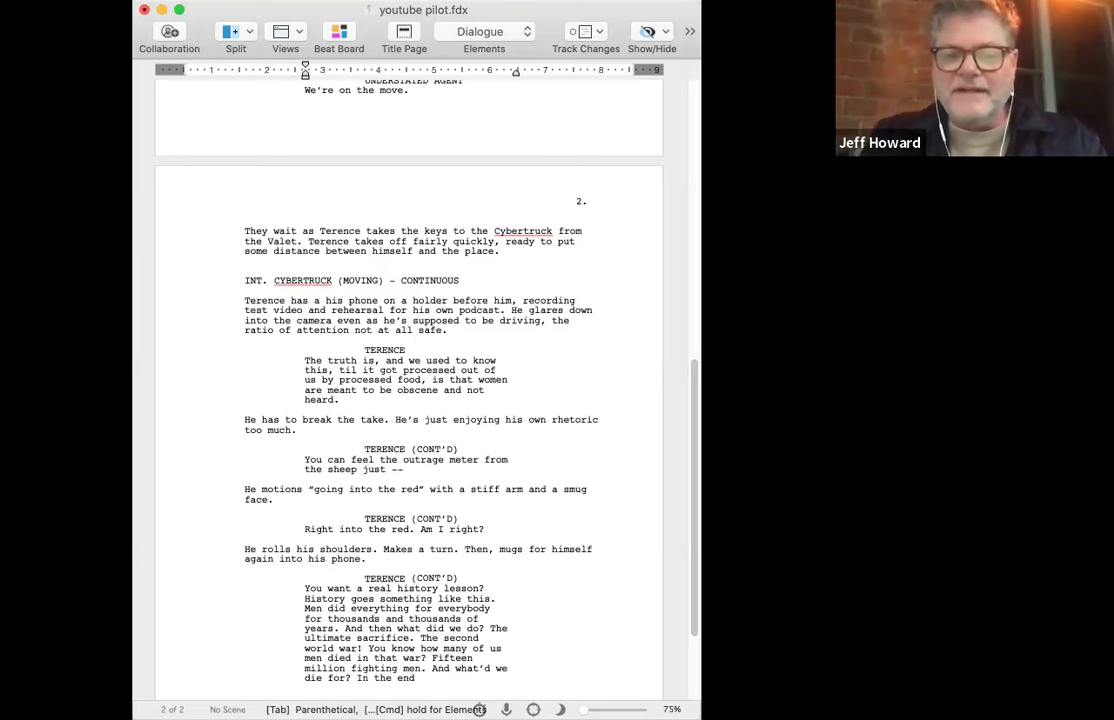 youtube pilot.fdx
Collaboration
Split
Views
Beat Board
Title Page
Dialogue
Elements
Track Changes
Show/Hide
1 2 3 4 5 6 7 8 9
UNDERSTATED AGENT
We're on the move.
2.
They wait as Terence takes the keys to the Cybertruck from
the Valet. Terence takes off fairly quickly, ready to put
some distance between himself and the place.
INT. CYBERTRUCK (MOVING) - CONTINUOUS
Terence has a his phone on a holder before him, recording
test video and rehearsal for his own podcast. He glares down
into the camera even as he's supposed to be driving, the
ratio of attention not at all safe.
TERENCE
The truth is, and we used to know
this, til it got processed out of
us by processed food, is that women
are meant to be obscene and not
heard.
He has to break the take. He's just enjoying his own rhetoric
too much.
TERENCE (CONT'D)
You can feel the outrage meter from
the sheep just --
He motions “going into the red” with a stiff arm and a smug
face.
TERENCE (CONT'D)
Right into the red. Am I right?
He rolls his shoulders. Makes a turn. Then, mugs for himself
again into his phone.
TERENCE (CONT'D)
You want a real history lesson?
History goes something like this.
Men did everything for everybody
for thousands and thousands of
years. And then what did we do? The
ultimate sacrifice. The second
world war! You know how many of us
men died in that war? Fifteen
million fighting men. And what'd we
die for? In the end
2 of 2
No Scene
[Tab] Parenthetical, [...[Cmd] hold for Elements
75%
Jeff Howard